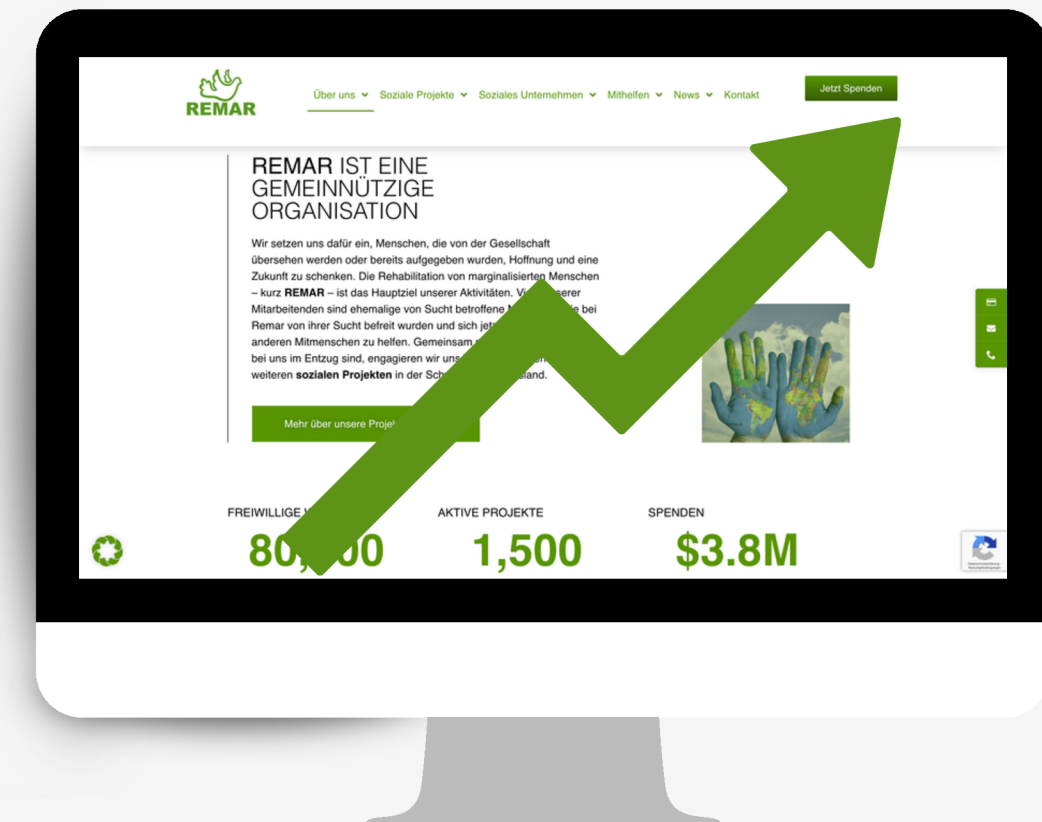 REMAR
Über uns Soziale Projekte Soziales Unternehmen Mithelfen News Kontakt
Jetzt Spenden
REMAR IST EINE
GEMEINNÜTZIGE
ORGANISATION
Wir setzen uns dafür ein, Menschen, die von der Gesellschaft
übersehen werden oder bereits aufgegeben wurden, Hoffnung und eine
Zukunft zu schenken. Die Rehabilitation von marginalisierten Menschen
– kurz REMAR – ist das Hauptziel unserer Aktivitäten.
Mitarbeitenden sind ehemalige von Sucht betroffene bei
Remar von ihrer Sucht befreit wurden und sich
anderen Mitmenschen zu helfen. Gemeinsam
bei uns im Entzug sind, engagieren wir
weiteren sozialen Projekten in der
Mehr über unsere
FREIWILLIGE
AKTIVE PROJEKTE
SPENDEN
1,500
$3.8M